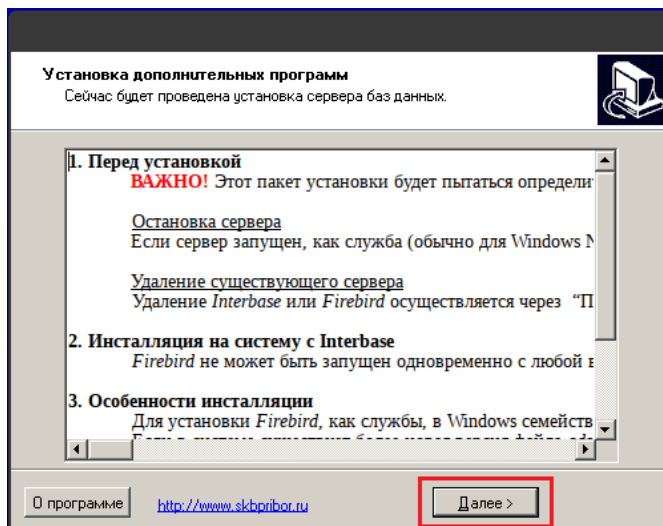 Установка дополнительных программ
Сейчас будет проведена установка сервера баз данных.
1. Перед установкой
ВАЖНО! Этот пакет установки будет пытаться
Остановка сервера
Если сервер запущен, как служба (обычно для Windows
Удаление существующего сервера
Удаление Interbase или Firebird осуществляется через
2. Инсталляция на систему с Interbase
Firebird не может быть запущен одновременно с любой
3. Особенности инсталляции
Для установки Firebird, как службы, в Windows
О программе
http://www.skbpribor.ru
Далее >